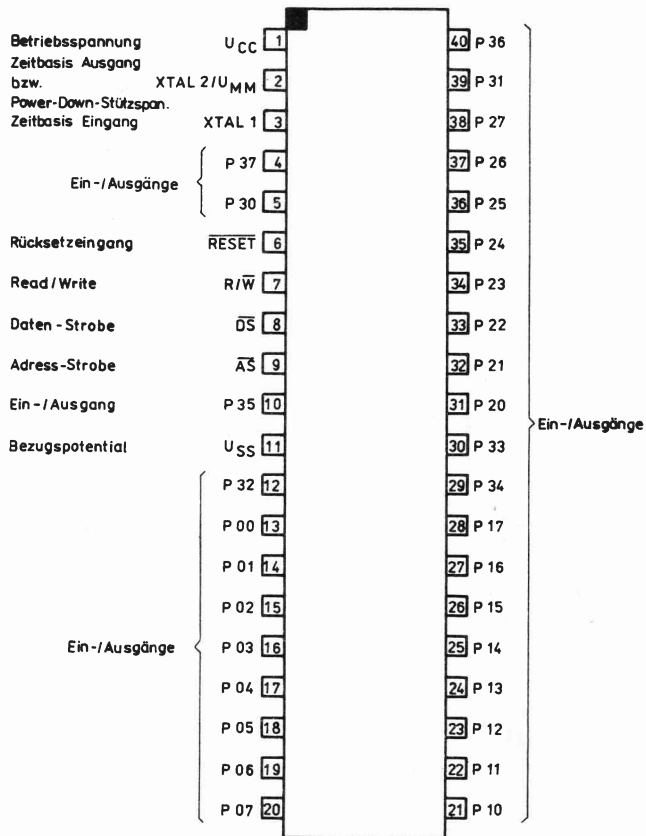 Betriebsspannung U CC 1 40 P 36
Zeitbasis Ausgang
bzw. XTAL 2/U MM 2 39 P 31
Power-Down-Stützspan.
Zeitbasis Eingang XTAL 1 3 38 P 27
P 37 4 37 P 26
Ein-/Ausgänge
P 30 5 36 P 25
Rücksetzeingang RESET 6 35 P 24
Read/Write R/W 7 34 P 23
Daten-Strobe DS 8 33 P 22
Adress-Strobe AS 9 32 P 21
Ein-/Ausgang P 35 10 31 P 20
Ein-/Ausgänge
Bezugspotential U SS 11 30 P 33
P 32 12 29 P 34
P 00 13 28 P 17
P 01 14 27 P 16
P 02 15 26 P 15
Ein-/Ausgänge P 03 16 25 P 14
P 04 17 24 P 13
P 05 18 23 P 12
P 06 19 22 P 11
P 07 20 21 P 10